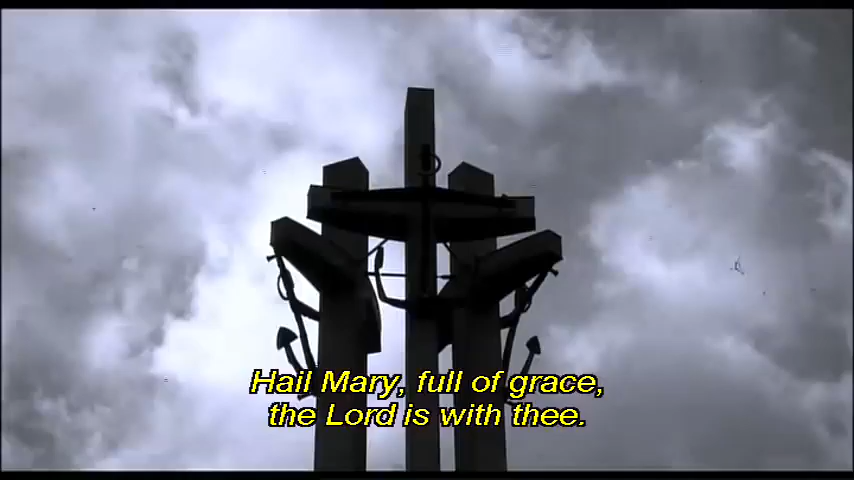 Hail Mary, full of grace,
the Lord is with thee.